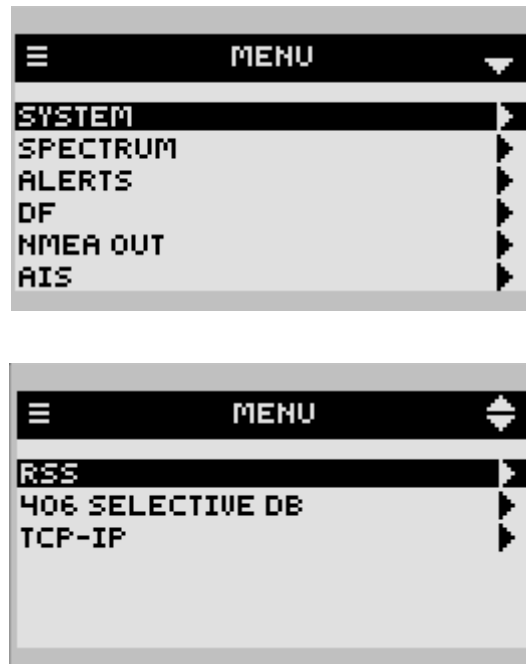 MENU
SYSTEM
SPECTRUM
ALERTS
DF
NMEA OUT
AIS
MENU
RSS
406 SELECTIVE DB
TCP-IP